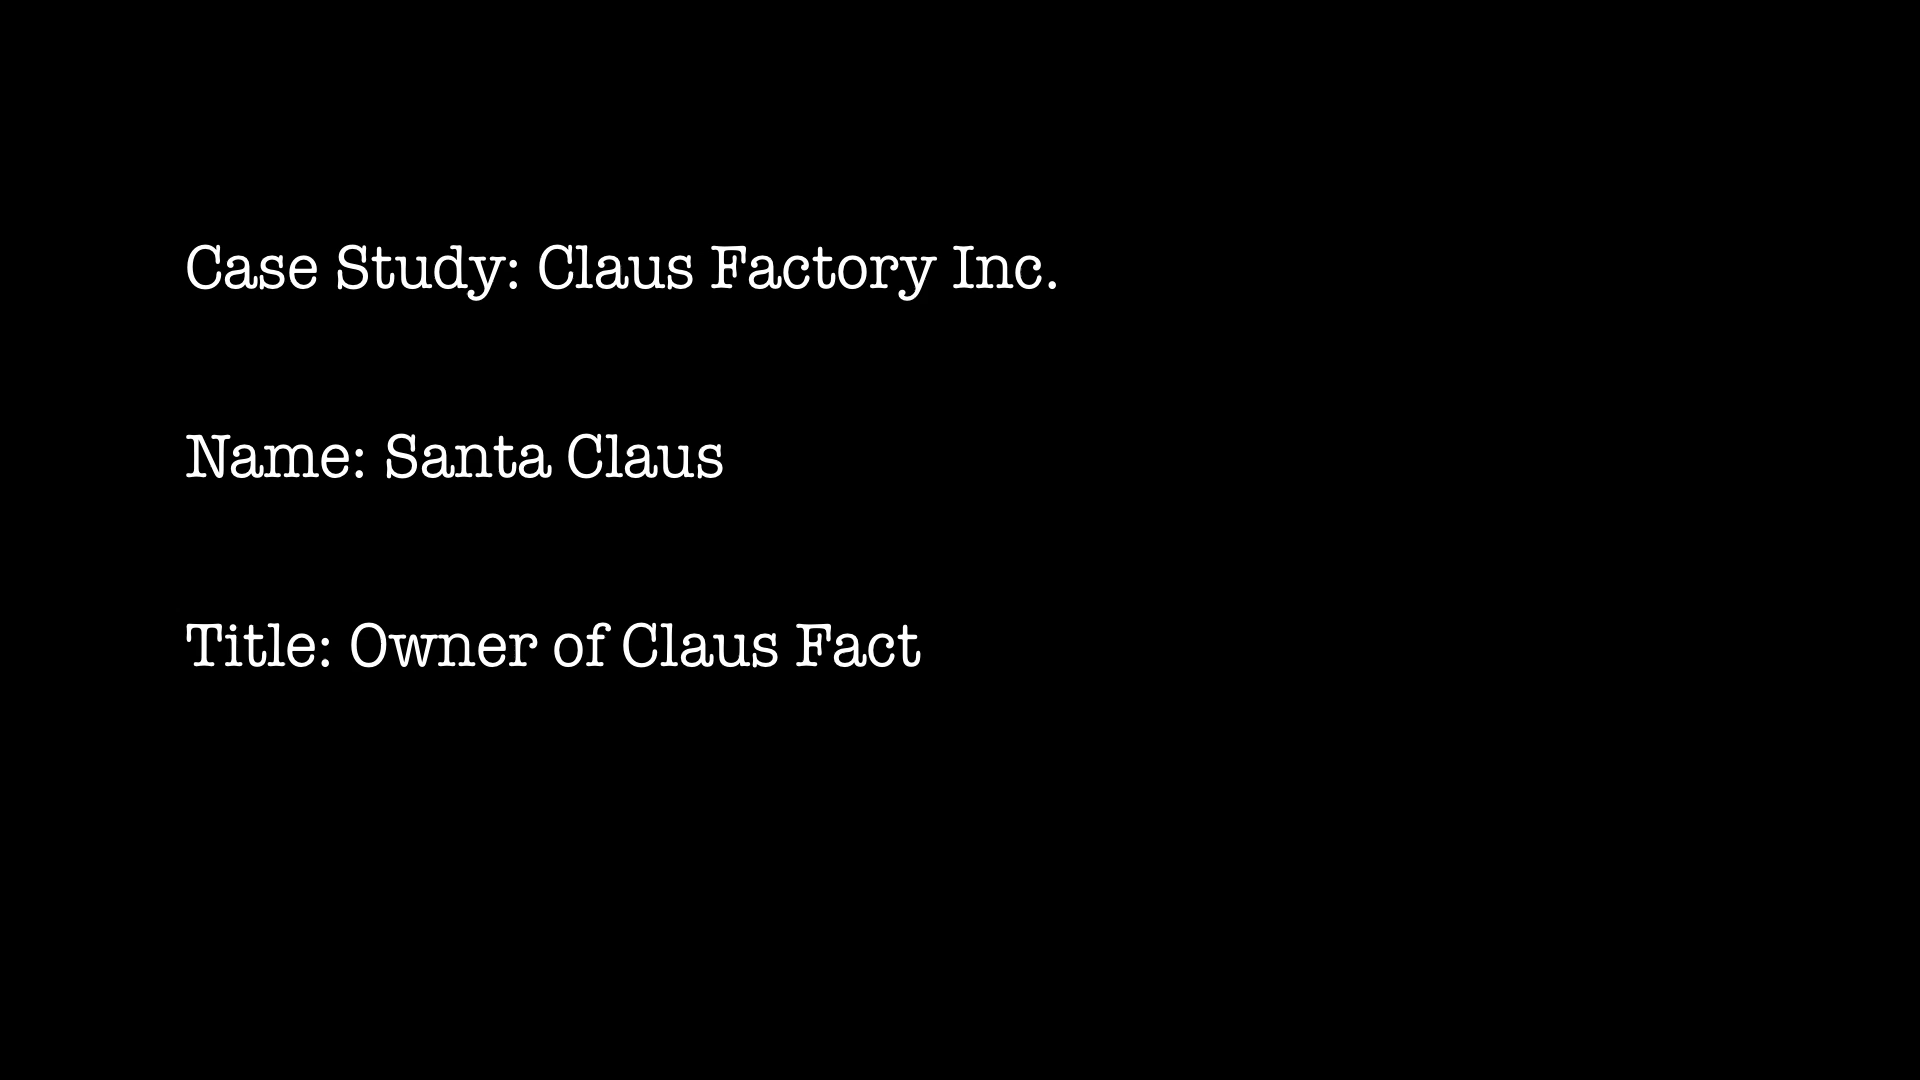 Case Study: Claus Factory Inc.
Name: Santa Claus
Title: Owner of Claus Fact